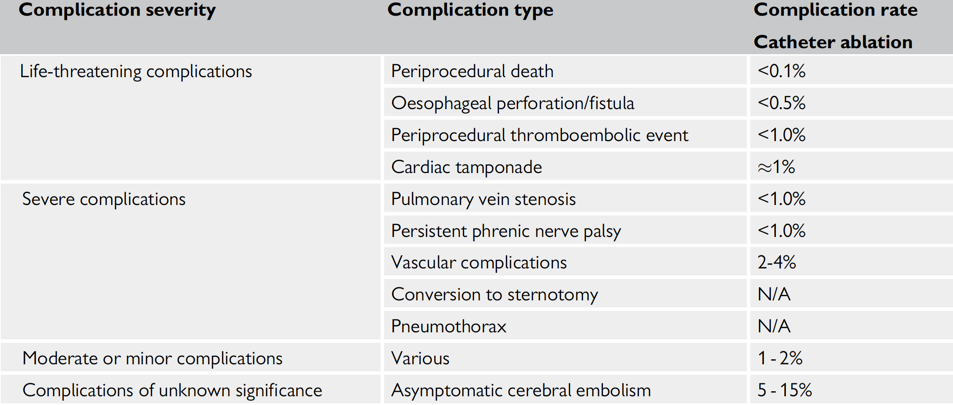 Complication severity Complication type Complication rate
Catheter ablation
Life-threatening complications Periprocedural death <0.1%
Oesophageal perforation/fistula <0.5%
Periprocedural thromboembolic event <1.0%
Cardiac tamponade ≈1%
Severe complications Pulmonary vein stenosis <1.0%
Persistent phrenic nerve palsy <1.0%
Vascular complications 2-4%
Conversion to sternotomy N/A
Pneumothorax N/A
Moderate or minor complications Various 1 - 2%
Complications of unknown significance Asymptomatic cerebral embolism 5 - 15%